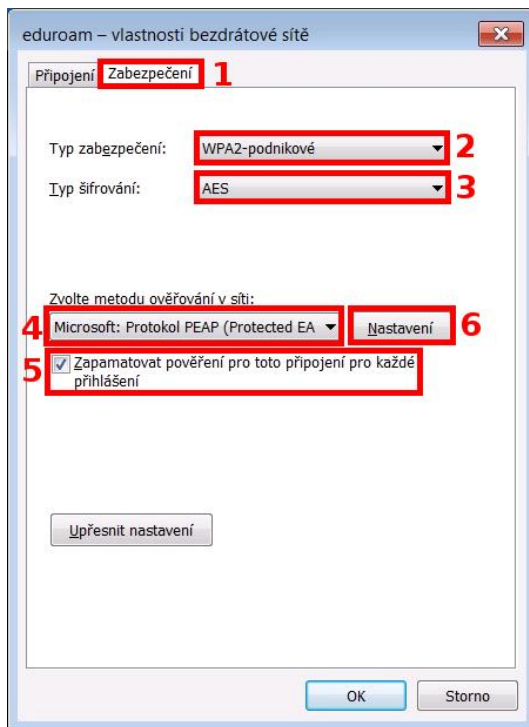 eduroam – vlastnosti bezdrátové sítě
Připojení Zabezpečení 1
Typ zabezpečení: WPA2-podnikové 2
Typ šifrování: AES 3
Zvolte metodu ověřování v síti:
4 Microsoft: Protokol PEAP (Protected EA Nastavení 6
5 Zapamatovat pověření pro toto připojení pro každé
přihlášení
Upřesnit nastavení
OK Storno